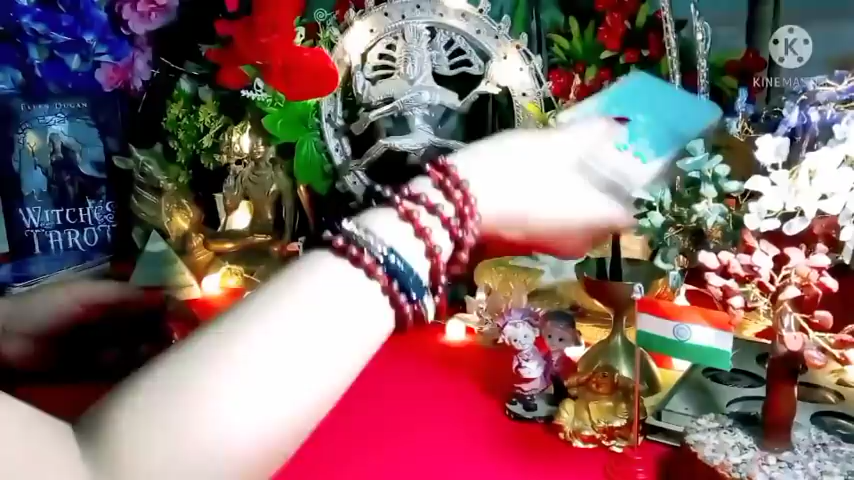 ELLEN DUGAN
WITCHES
TAROT
K
KINEMASTER